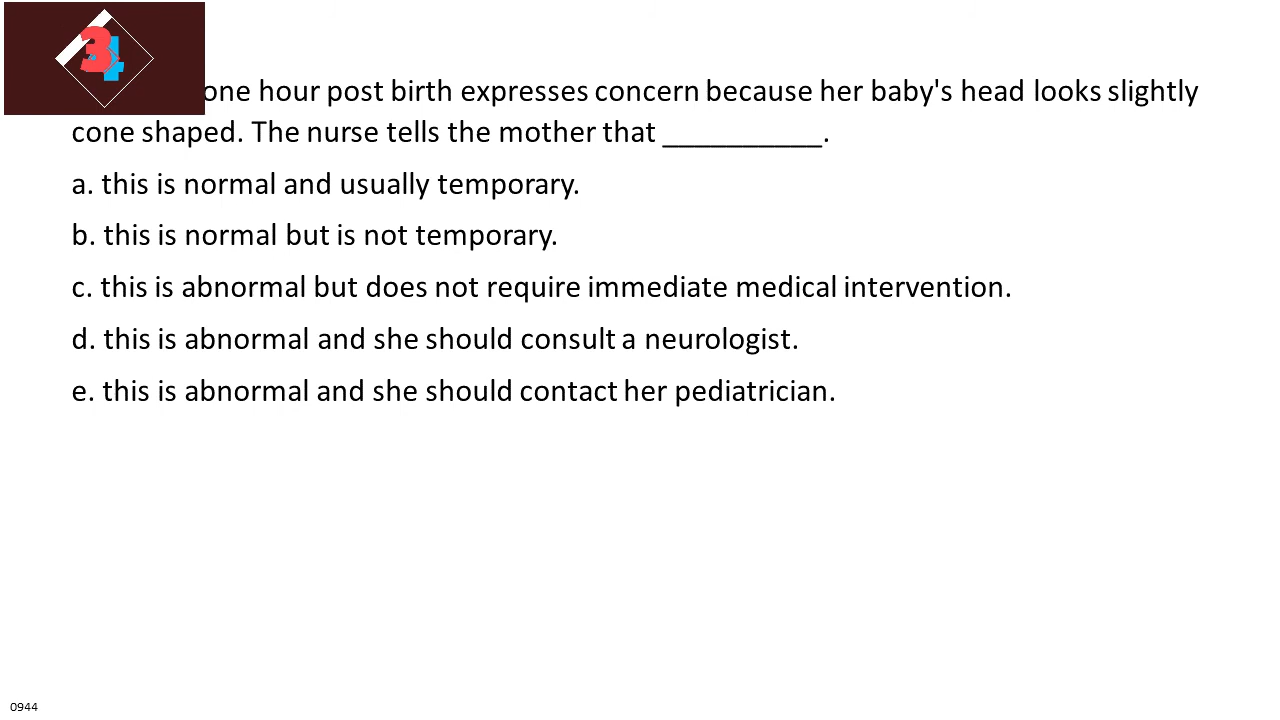 34
one hour post birth expresses concern because her baby's head looks slightly
cone shaped. The nurse tells the mother that __________.
a. this is normal and usually temporary.
b. this is normal but is not temporary.
c. this is abnormal but does not require immediate medical intervention.
d. this is abnormal and she should consult a neurologist.
e. this is abnormal and she should contact her pediatrician.
0944